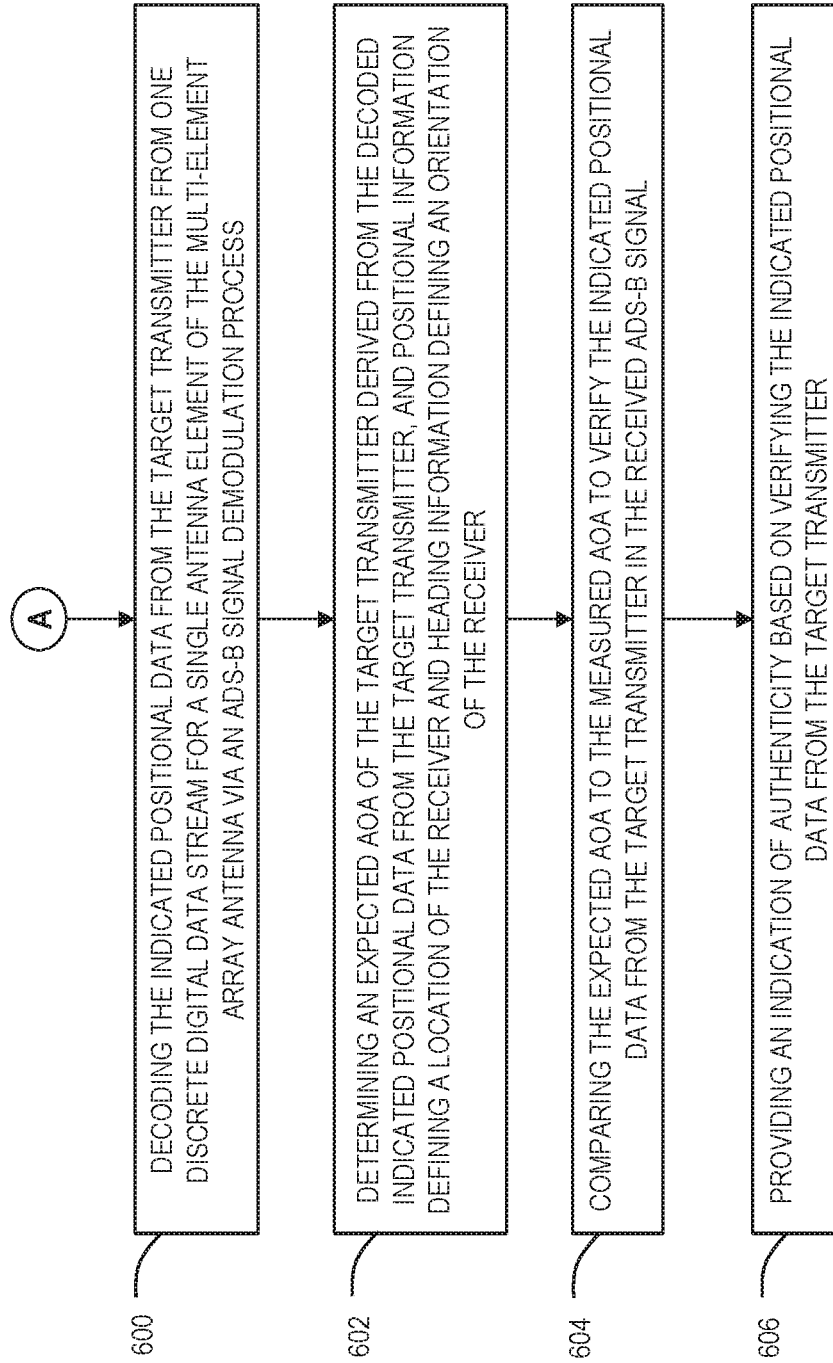 A
600
DECODING THE INDICATED POSITIONAL DATA FROM THE TARGET TRANSMITTER FROM ONE
DISCRETE DIGITAL DATA STREAM FOR A SINGLE ANTENNA ELEMENT OF THE MULTI-ELEMENT
ARRAY ANTENNA VIA AN ADS-B SIGNAL DEMODULATION PROCESS
602
DETERMINING AN EXPECTED AOA OF THE TARGET TRANSMITTER DERIVED FROM THE DECODED
INDICATED POSITIONAL DATA FROM THE TARGET TRANSMITTER, AND POSITIONAL INFORMATION
DEFINING A LOCATION OF THE RECEIVER AND HEADING INFORMATION DEFINING AN ORIENTATION
OF THE RECEIVER
604
COMPARING THE EXPECTED AOA TO THE MEASURED AOA TO VERIFY THE INDICATED POSITIONAL
DATA FROM THE TARGET TRANSMITTER IN THE RECEIVED ADS-B SIGNAL
606
PROVIDING AN INDICATION OF AUTHENTICITY BASED ON VERIFYING THE INDICATED POSITIONAL
DATA FROM THE TARGET TRANSMITTER